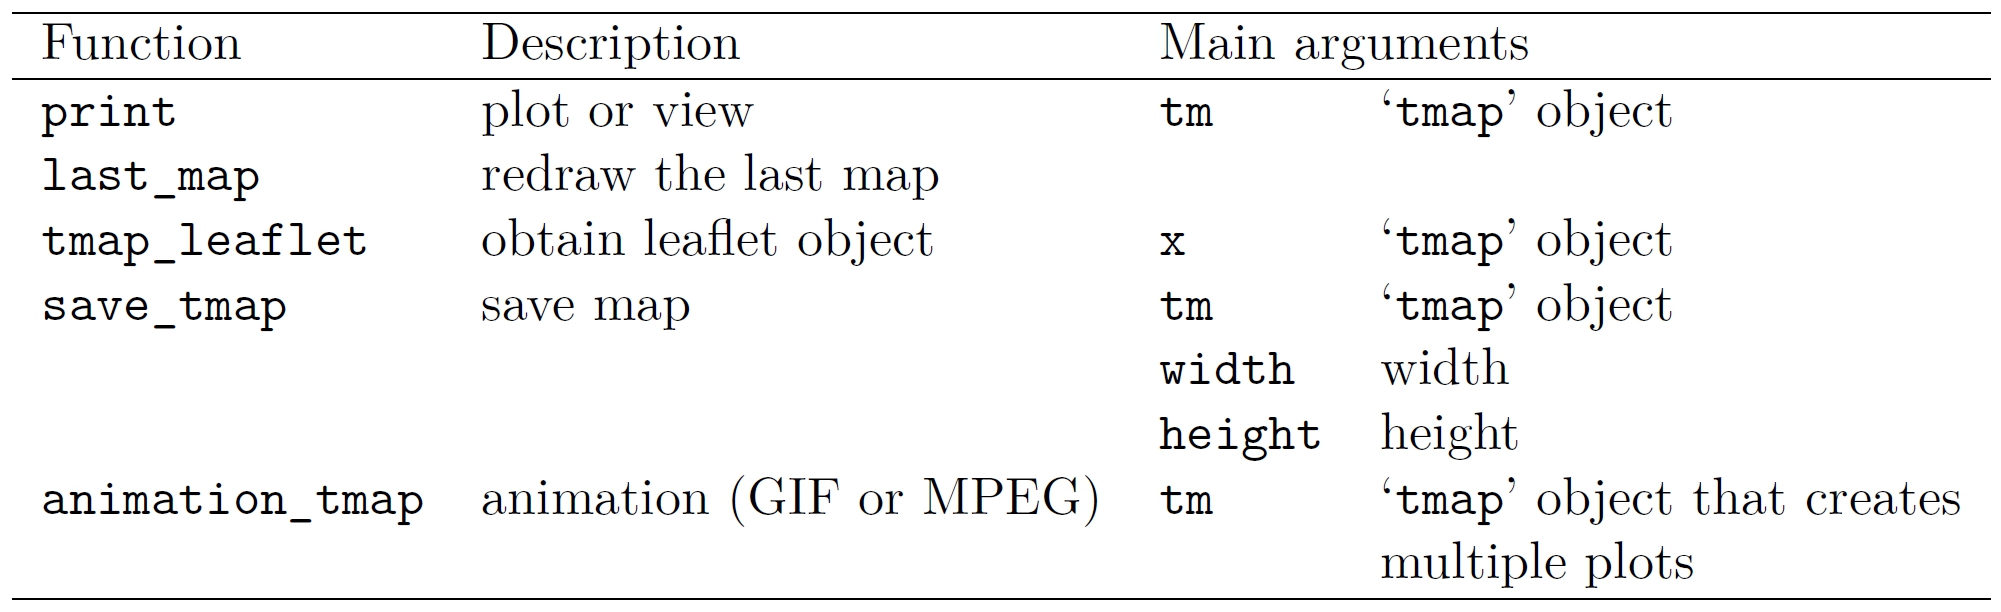 Function Description Main arguments
print plot or view tm ‘tmap’ object
last_map redraw the last map
tmap_leaflet obtain leaflet object x ‘tmap’ object
save_tmap save map tm ‘tmap’ object
width width
height height
animation_tmap animation (GIF or MPEG) tm ‘tmap’ object that creates
multiple plots